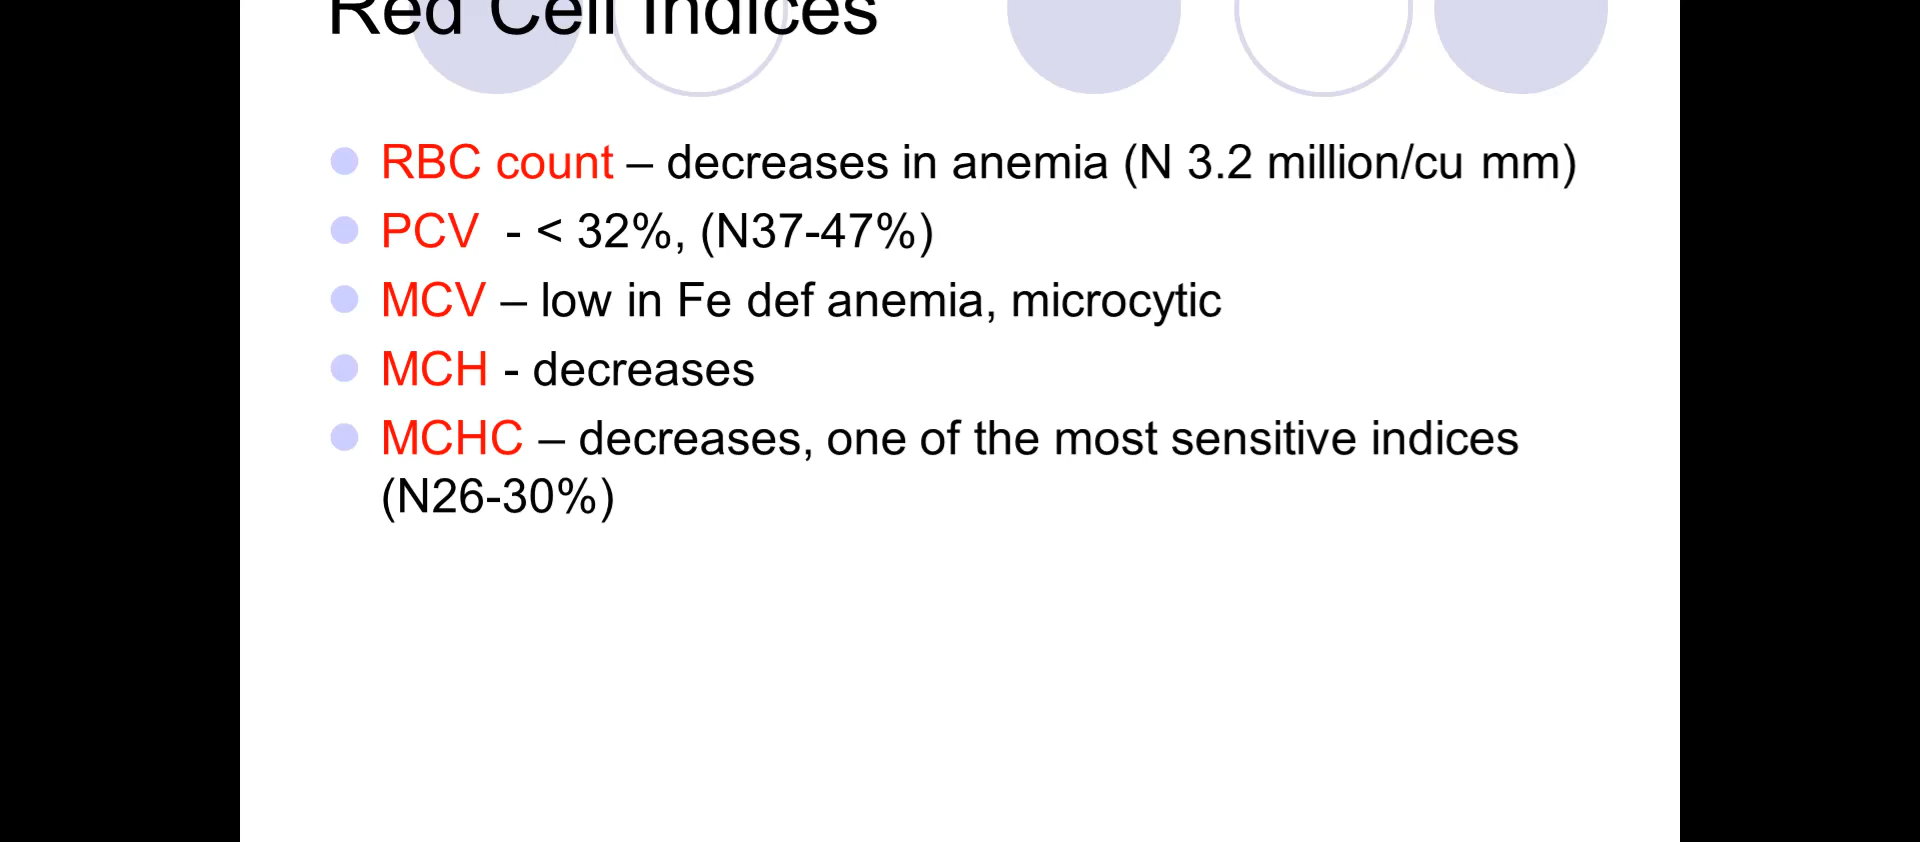 Red Cell Indices
RBC count – decreases in anemia (N 3.2 million/cu mm)
PCV - < 32%, (N37-47%)
MCV – low in Fe def anemia, microcytic
MCH - decreases
MCHC – decreases, one of the most sensitive indices
(N26-30%)